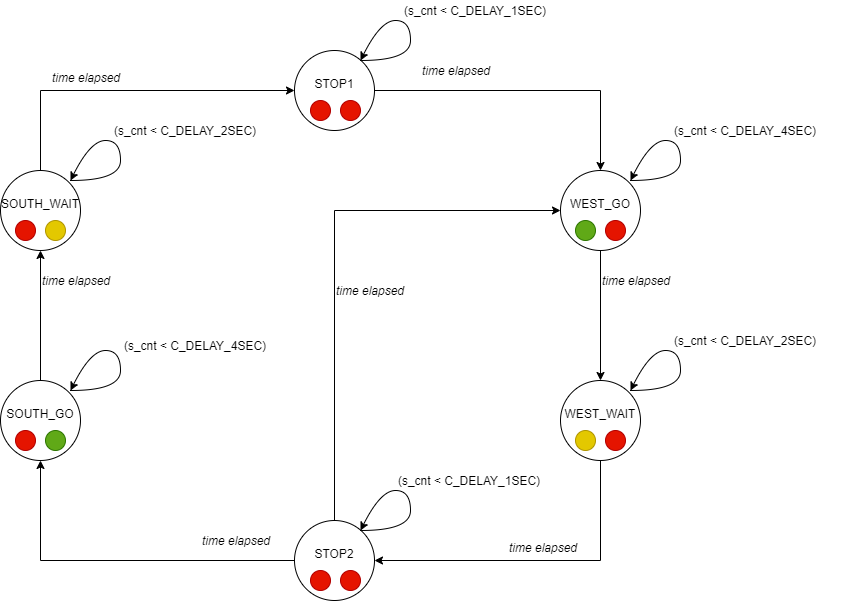 (s_cnt < C_DELAY_1SEC)
time elapsed
STOP1
time elapsed
(s_cnt < C_DELAY_2SEC)
(s_cnt < C_DELAY_4SEC)
SOUTH_WAIT
WEST_GO
time elapsed
time elapsed
time elapsed
(s_cnt < C_DELAY_4SEC)
(s_cnt < C_DELAY_2SEC)
SOUTH_GO
WEST_WAIT
(s_cnt < C_DELAY_1SEC)
time elapsed
STOP2
time elapsed